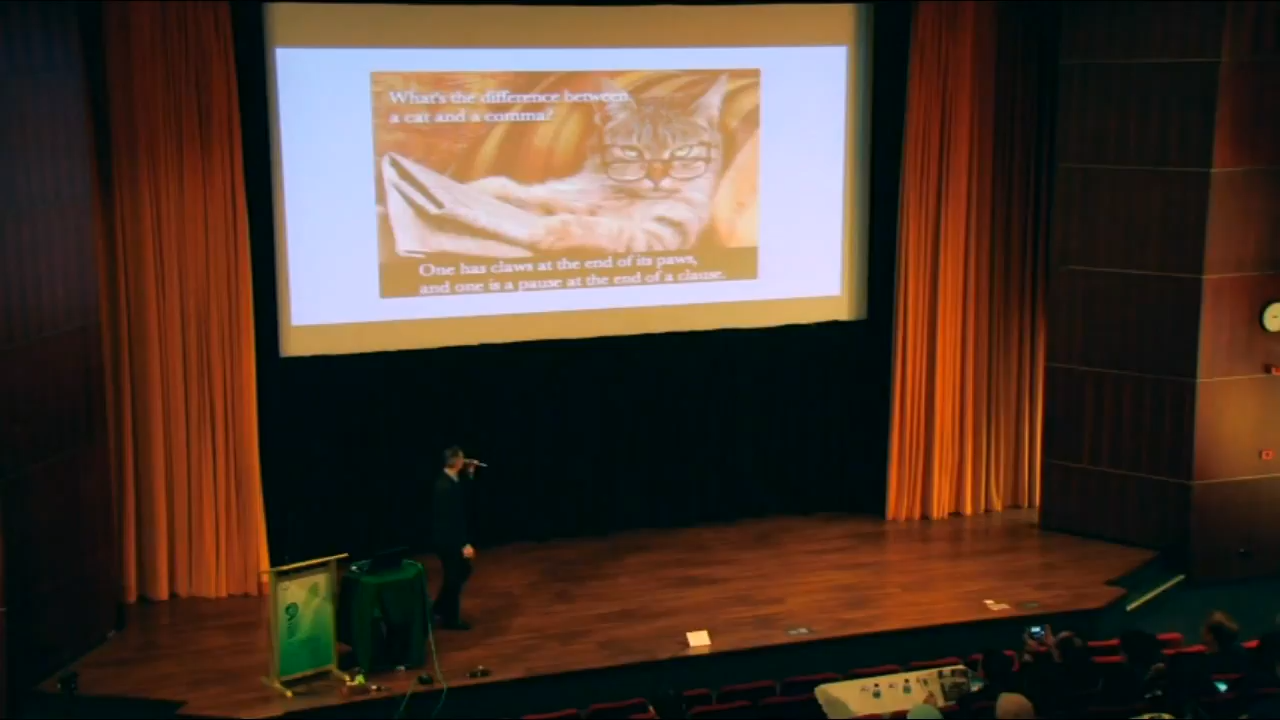 What's the difference between
a cat and a comma?
One has claws at the end of its paws,
and one is a pause at the end of a clause.